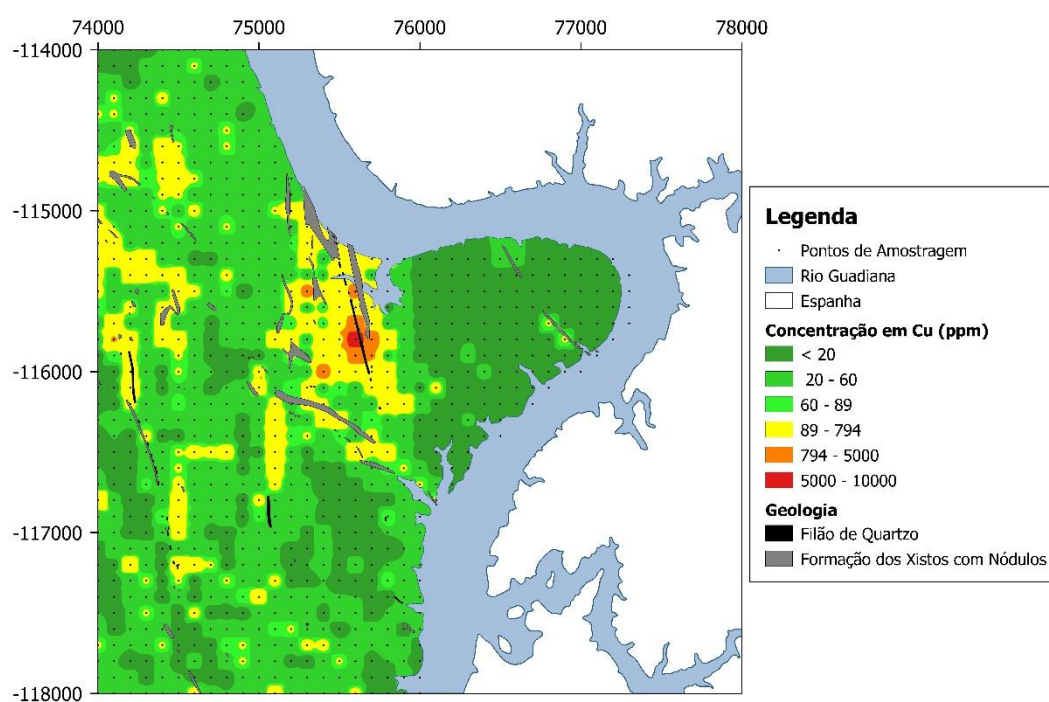 74000 75000 76000 77000 78000
-114000
-115000
-116000
-117000
-118000
Legenda
Pontos de Amostragem
Rio Guadiana
Espanha
Concentração em Cu (ppm)
< 20
20 - 60
60 - 89
89 - 794
794 - 5000
5000 - 10000
Geologia
Filão de Quartzo
Formação dos Xistos com Nódulos